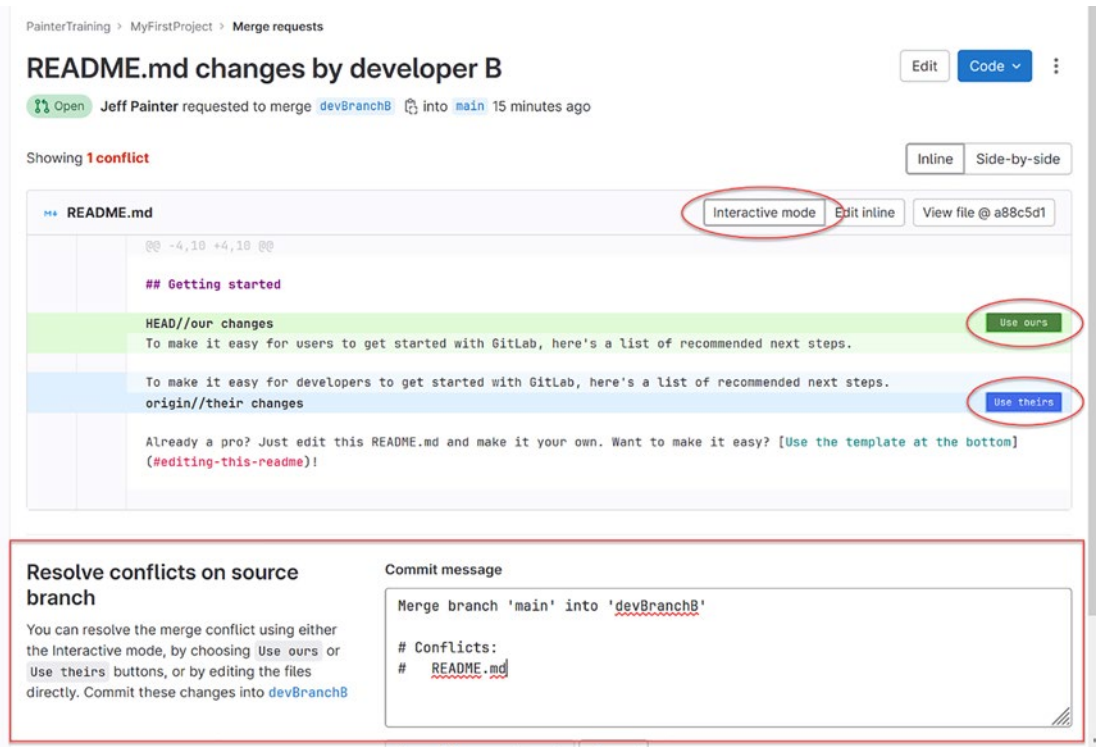 PainterTraining > MyFirstProject > Merge requests
README.md changes by developer B
Edit
Code
Open Jeff Painter requested to merge devBranchB into main 15 minutes ago
Showing 1 conflict
Inline Side-by-side
M↓ README.md
Interactive mode Edit inline View file @ a88c5d1
@@ -4,10 +4,10 @@
## Getting started
HEAD//our changes
Use ours
To make it easy for users to get started with GitLab, here's a list of recommended next steps.
To make it easy for developers to get started with GitLab, here's a list of recommended next steps.
origin//their changes
Use theirs
Already a pro? Just edit this README.md and make it your own. Want to make it easy? [Use the template at the bottom]
(#editing-this-readme)!
Resolve conflicts on source
branch
You can resolve the merge conflict using either
the Interactive mode, by choosing Use ours or
Use theirs buttons, or by editing the files
directly. Commit these changes into devBranchB
Commit message
Merge branch 'main' into 'devBranchB'
# Conflicts:
# README.md